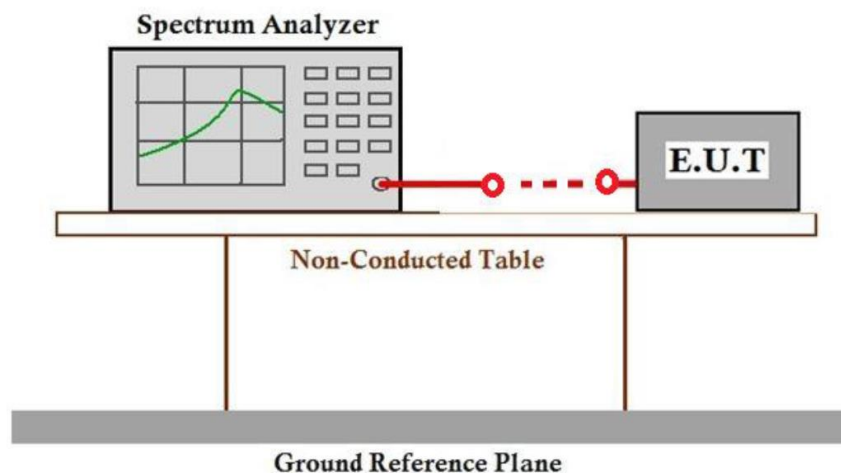 Spectrum Analyzer
E.U.T
Non-Conducted Table
Ground Reference Plane